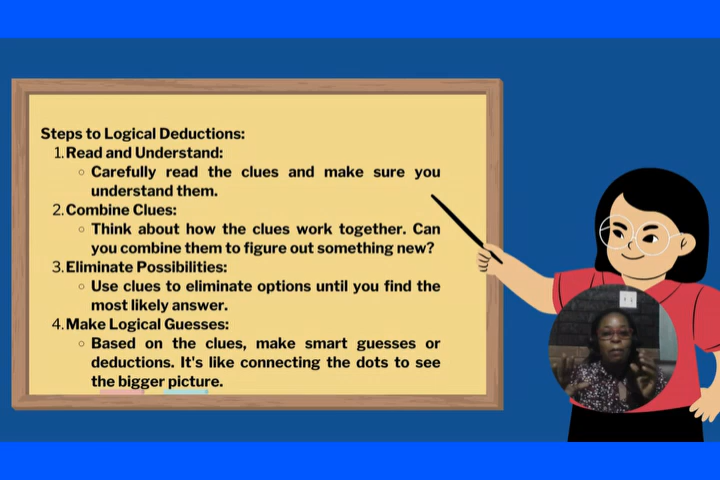 Steps to Logical Deductions:
1. Read and Understand:
○ Carefully read the clues and make sure you
understand them.
2. Combine Clues:
○ Think about how the clues work together. Can
you combine them to figure out something new?
3. Eliminate Possibilities:
○ Use clues to eliminate options until you find the
most likely answer.
4. Make Logical Guesses:
○ Based on the clues, make smart guesses or
deductions. It's like connecting the dots to see
the bigger picture.